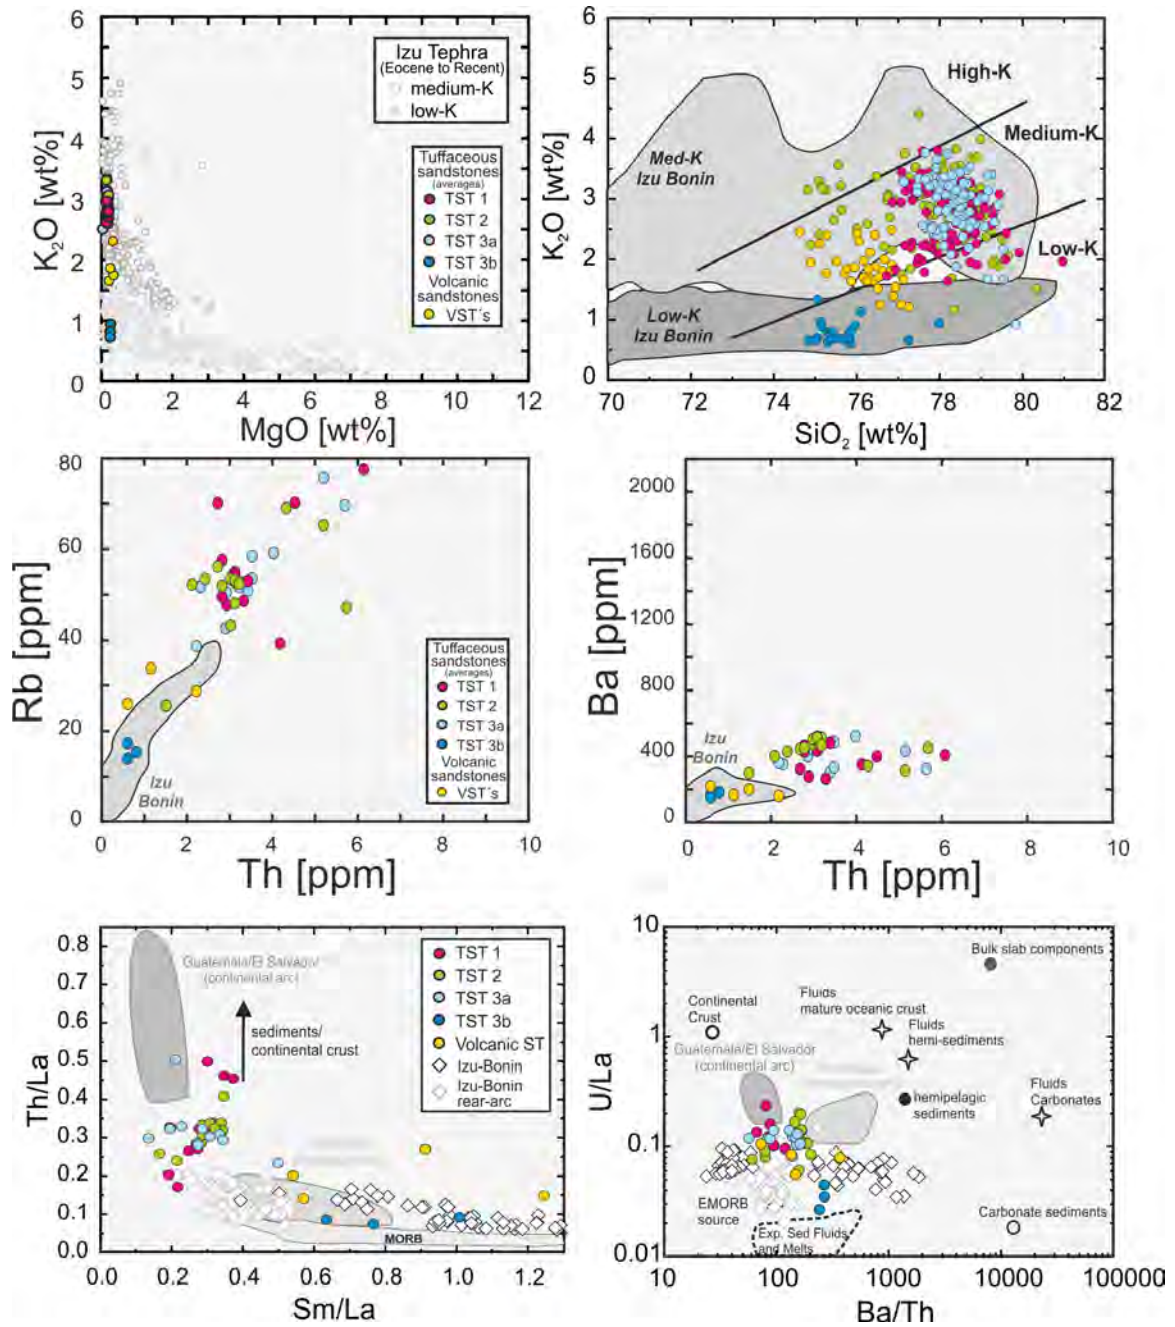 6
5
4
3
2
1
0
K2O [wt%]
0 2 4 6 8 10 12
MgO [wt%]
Izu Tephra
(Eocene to Recent)
medium-K
low-K
Tuffaceous
sandstones
(averages)
TST 1
TST 2
TST 3a
TST 3b
Volcanic
sandstones
VST´s
6
5
4
3
2
1
0
K2O [wt%]
70 72 74 76 78 80 82
SiO2 [wt%]
High-K
Medium-K
Low-K
Med-K
Izu Bonin
Low-K
Izu Bonin
80
60
40
20
0
Rb [ppm]
0 2 4 6 8 10
Th [ppm]
Izu
Bonin
Tuffaceous
sandstones
(averages)
TST 1
TST 2
TST 3a
TST 3b
Volcanic
sandstones
VST´s
2000
1600
1200
800
400
0
Ba [ppm]
0 2 4 6 8 10
Th [ppm]
Izu
Bonin
0.8
0.7
0.6
0.5
0.4
0.3
0.2
0.1
0.0
Th/La
0.0 0.2 0.4 0.6 0.8 1.0 1.2
Sm/La
Guatemala/El Salvador
(continental arc)
sediments/
continental crust
MORB
TST 1
TST 2
TST 3a
TST 3b
Volcanic ST
Izu-Bonin
Izu-Bonin
rear-arc
10
1
0.1
0.01
U/La
10 100 1000 10000 100000
Ba/Th
Bulk slab components
Continental
Crust
Fluids
mature oceanic crust
Fluids
hemi-sediments
Guatemala/El Salvador
(continental arc)
Fluids
Carbonates
hemipelagic
sediments
EMORB
source
Exp. Sed Fluids
and Melts
Carbonate sediments